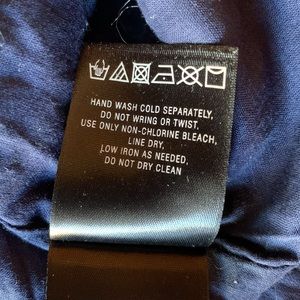 HAND WASH COLD SEPARATELY,
DO NOT WRING OR TWIST.
USE ONLY NON-CHLORINE BLEACH,
LINE DRY.
LOW IRON AS NEEDED.
DO NOT DRY CLEAN